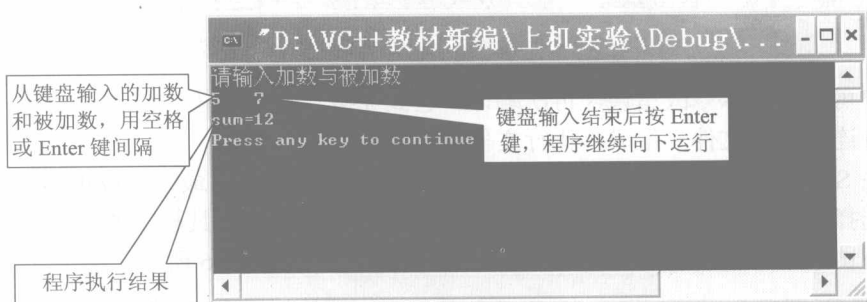 "D:\VC++教材新编\上机实验\Debug\...
请输入加数与被加数
5 7
sum=12
Press any key to continue
从键盘输入的加数
和被加数，用空格
或 Enter 键间隔
键盘输入结束后按 Enter
键，程序继续向下运行
程序执行结果